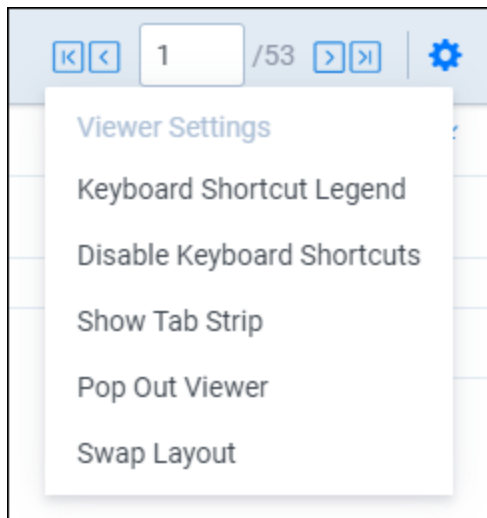 1 /53
Viewer Settings
Keyboard Shortcut Legend
Disable Keyboard Shortcuts
Show Tab Strip
Pop Out Viewer
Swap Layout